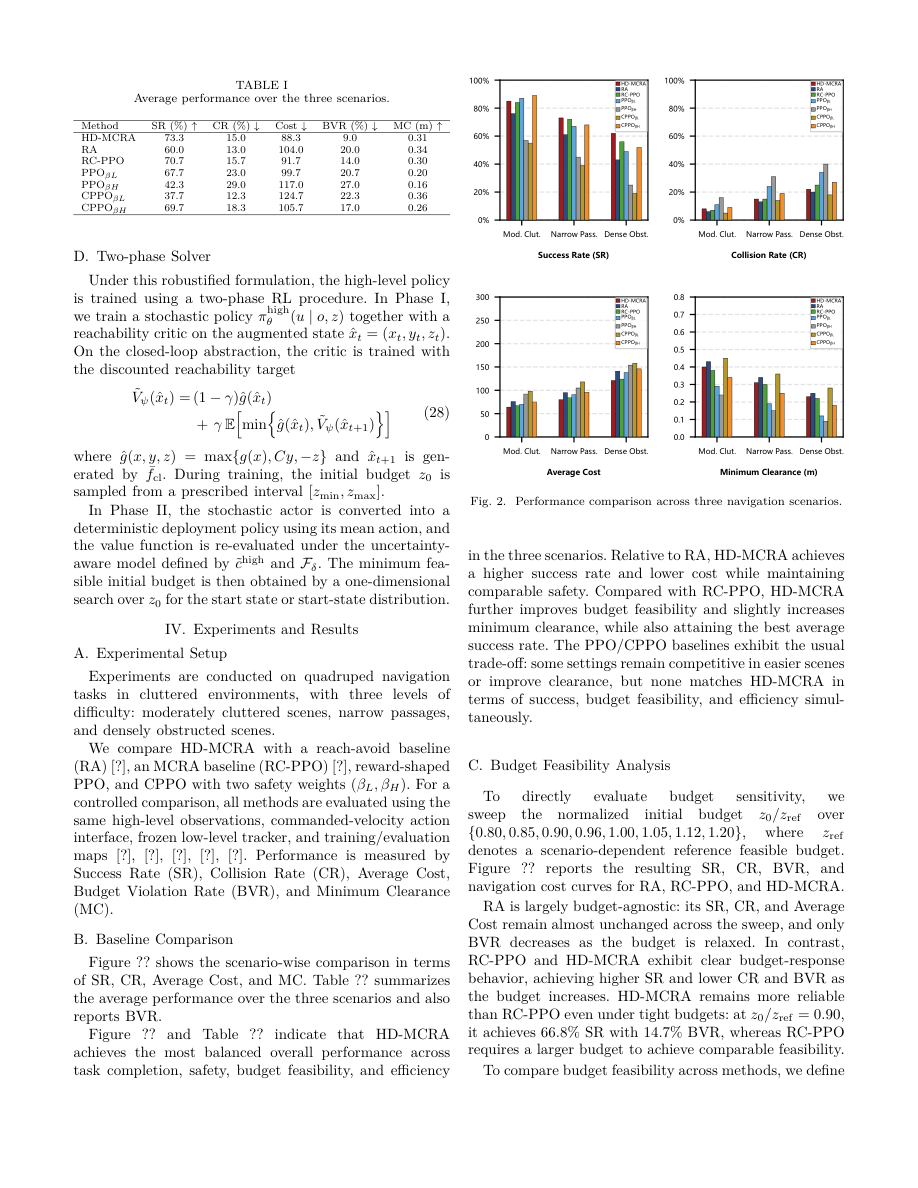 TABLE I
Average performance over the three scenarios.
Method SR (%) ↑ CR (%) ↓ Cost ↓ BVR (%) ↓ MC (m) ↑
HD-MCRA 73.3 15.0 88.3 9.0 0.31
RA 60.0 13.0 104.0 20.0 0.34
RC-PPO 70.7 15.7 91.7 14.0 0.30
PPOβL 67.7 23.0 99.7 20.7 0.20
PPOβH 42.3 29.0 117.0 27.0 0.16
CPPOβL 37.7 12.3 124.7 22.3 0.36
CPPOβH 69.7 18.3 105.7 17.0 0.26
D. Two-phase Solver
Under this robustified formulation, the high-level policy
is trained using a two-phase RL procedure. In Phase I,
we train a stochastic policy π_θ^high(u | o, z) together with a
reachability critic on the augmented state x̂_t = (x_t, y_t, z_t).
On the closed-loop abstraction, the critic is trained with
the discounted reachability target
Ṽ_ψ(x̂_t) = (1 − γ)ĝ(x̂_t)
+ γ 𝔼[min{ĝ(x̂_t), Ṽ_ψ(x̂_{t+1})}]
(28)
where ĝ(x, y, z) = max{g(x), Cy, −z} and x̂_{t+1} is gen-
erated by f̄_cl. During training, the initial budget z_0 is
sampled from a prescribed interval [z_min, z_max].
In Phase II, the stochastic actor is converted into a
deterministic deployment policy using its mean action, and
the value function is re-evaluated under the uncertainty-
aware model defined by c̄^high and ℱ_δ. The minimum fea-
sible initial budget is then obtained by a one-dimensional
search over z_0 for the start state or start-state distribution.
IV. Experiments and Results
A. Experimental Setup
Experiments are conducted on quadruped navigation
tasks in cluttered environments, with three levels of
difficulty: moderately cluttered scenes, narrow passages,
and densely obstructed scenes.
We compare HD-MCRA with a reach-avoid baseline
(RA) [?], an MCRA baseline (RC-PPO) [?], reward-shaped
PPO, and CPPO with two safety weights (β_L, β_H). For a
controlled comparison, all methods are evaluated using the
same high-level observations, commanded-velocity action
interface, frozen low-level tracker, and training/evaluation
maps [?], [?], [?], [?], [?]. Performance is measured by
Success Rate (SR), Collision Rate (CR), Average Cost,
Budget Violation Rate (BVR), and Minimum Clearance
(MC).
B. Baseline Comparison
Figure ?? shows the scenario-wise comparison in terms
of SR, CR, Average Cost, and MC. Table ?? summarizes
the average performance over the three scenarios and also
reports BVR.
Figure ?? and Table ?? indicate that HD-MCRA
achieves the most balanced overall performance across
task completion, safety, budget feasibility, and efficiency
100%
80%
60%
40%
20%
0%
HD-MCRA
RA
RC-PPO
PPOβL
PPOβH
CPPOβL
CPPOβH
Mod. Clut. Narrow Pass. Dense Obst.
Success Rate (SR)
100%
80%
60%
40%
20%
0%
HD-MCRA
RA
RC-PPO
PPOβL
PPOβH
CPPOβL
CPPOβH
Mod. Clut. Narrow Pass. Dense Obst.
Collision Rate (CR)
300
250
200
150
100
50
0
HD-MCRA
RA
RC-PPO
PPOβL
PPOβH
CPPOβL
CPPOβH
Mod. Clut. Narrow Pass. Dense Obst.
Average Cost
0.8
0.7
0.6
0.5
0.4
0.3
0.2
0.1
0.0
HD-MCRA
RA
RC-PPO
PPOβL
PPOβH
CPPOβL
CPPOβH
Mod. Clut. Narrow Pass. Dense Obst.
Minimum Clearance (m)
Fig. 2. Performance comparison across three navigation scenarios.
in the three scenarios. Relative to RA, HD-MCRA achieves
a higher success rate and lower cost while maintaining
comparable safety. Compared with RC-PPO, HD-MCRA
further improves budget feasibility and slightly increases
minimum clearance, while also attaining the best average
success rate. The PPO/CPPO baselines exhibit the usual
trade-off: some settings remain competitive in easier scenes
or improve clearance, but none matches HD-MCRA in
terms of success, budget feasibility, and efficiency simul-
taneously.
C. Budget Feasibility Analysis
To directly evaluate budget sensitivity, we
sweep the normalized initial budget z_0/z_ref over
{0.80, 0.85, 0.90, 0.96, 1.00, 1.05, 1.12, 1.20}, where z_ref
denotes a scenario-dependent reference feasible budget.
Figure ?? reports the resulting SR, CR, BVR, and
navigation cost curves for RA, RC-PPO, and HD-MCRA.
RA is largely budget-agnostic: its SR, CR, and Average
Cost remain almost unchanged across the sweep, and only
BVR decreases as the budget is relaxed. In contrast,
RC-PPO and HD-MCRA exhibit clear budget-response
behavior, achieving higher SR and lower CR and BVR as
the budget increases. HD-MCRA remains more reliable
than RC-PPO even under tight budgets: at z_0/z_ref = 0.90,
it achieves 66.8% SR with 14.7% BVR, whereas RC-PPO
requires a larger budget to achieve comparable feasibility.
To compare budget feasibility across methods, we define